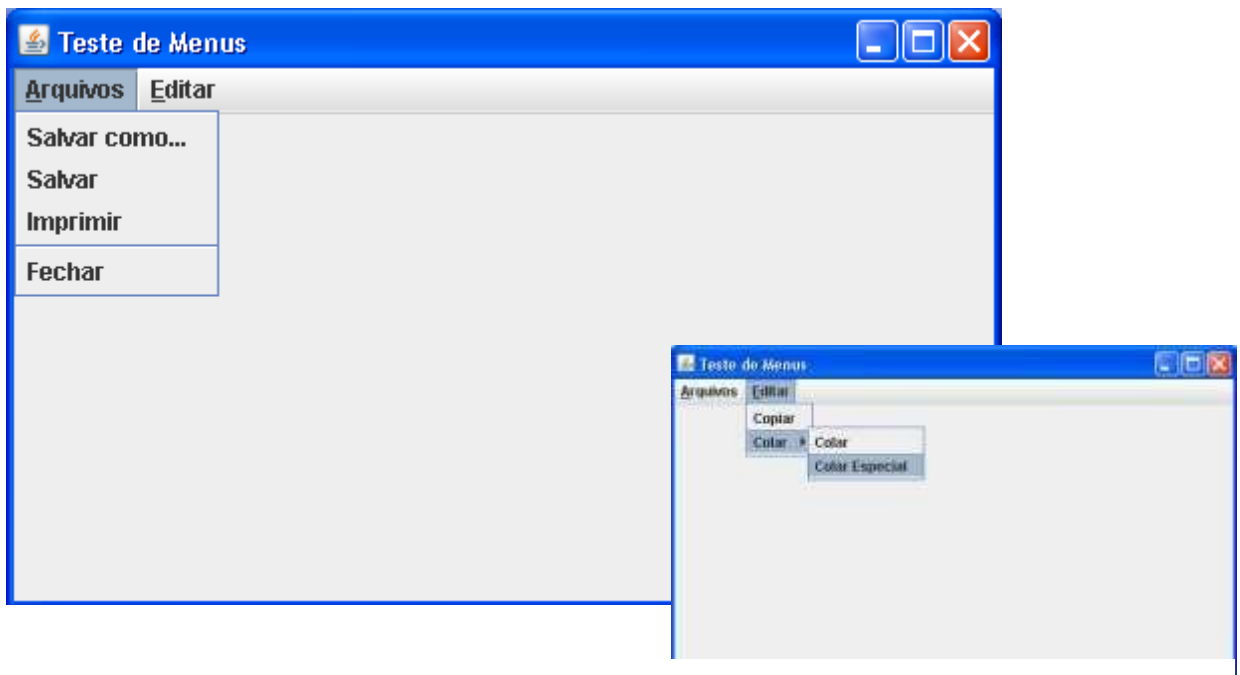 Teste de Menus
Arquivos Editar
Salvar como...
Salvar
Imprimir
Fechar
Teste de Menus
Arquivos Editar
Copiar
Colar Colar
Colar Especial